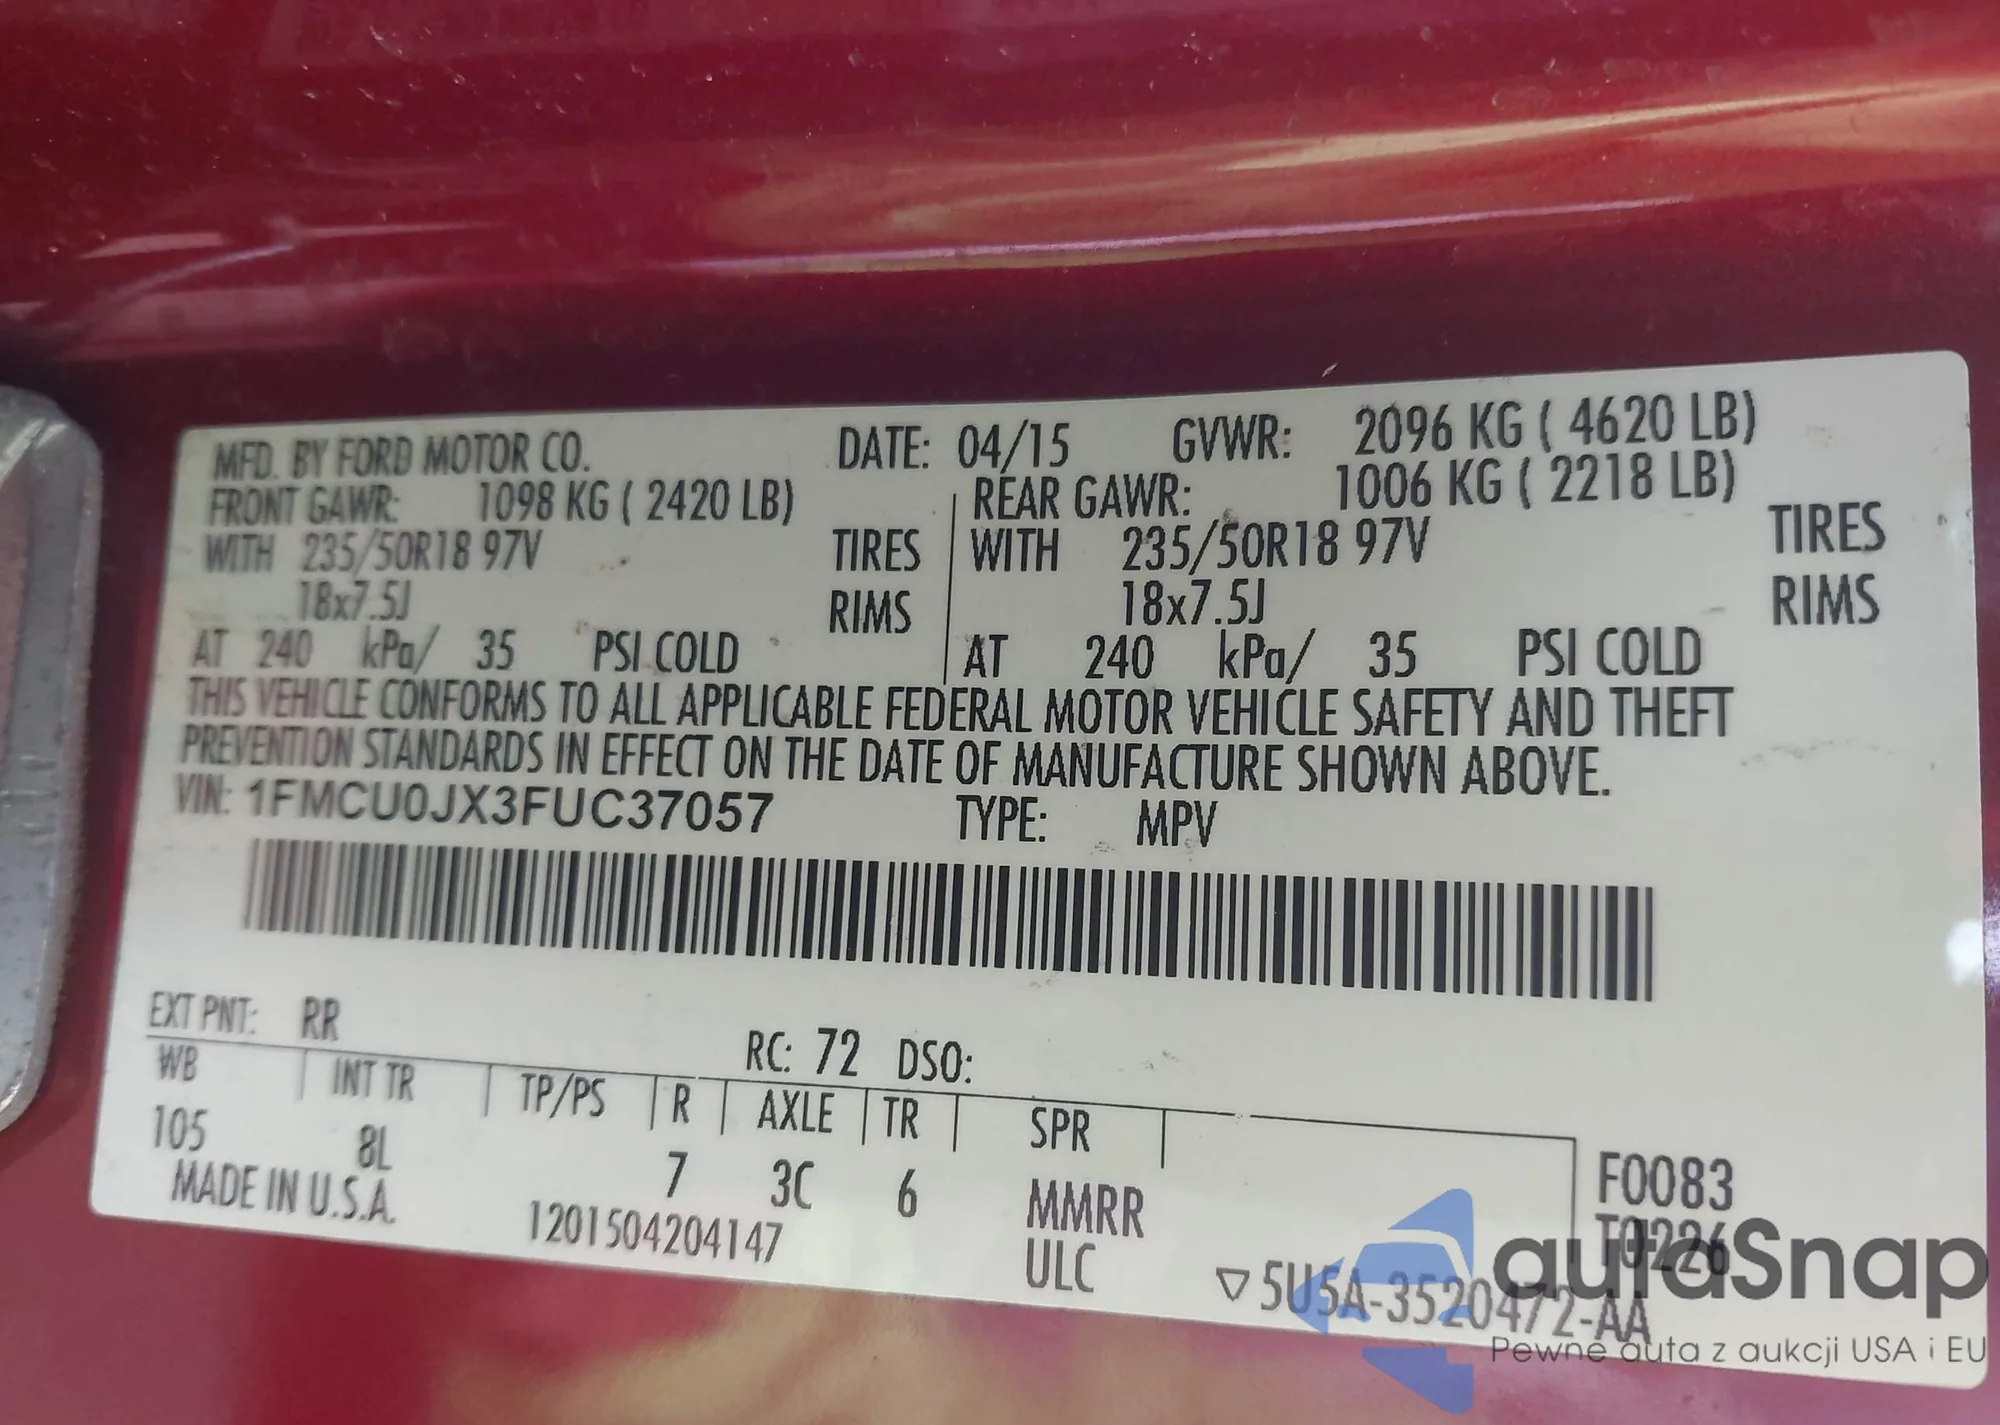 MFD. BY FORD MOTOR CO. DATE: 04/15 GVWR: 2096 KG ( 4620 LB)
FRONT GAWR: 1098 KG ( 2420 LB) REAR GAWR: 1006 KG ( 2218 LB)
WITH 235/50R18 97V TIRES WITH 235/50R18 97V TIRES
18x7.5J RIMS 18x7.5J RIMS
AT 240 kPa/ 35 PSI COLD AT 240 kPa/ 35 PSI COLD
THIS VEHICLE CONFORMS TO ALL APPLICABLE FEDERAL MOTOR VEHICLE SAFETY AND THEFT
PREVENTION STANDARDS IN EFFECT ON THE DATE OF MANUFACTURE SHOWN ABOVE.
VIN: 1FMCU0JX3FUC37057 TYPE: MPV
EXT PNT: RR RC: 72 DSO:
WB INT TR TP/PS R AXLE TR SPR
105 8L 7 3C 6 MMRR F0083
MADE IN U.S.A. 1201504204147 ULC T0226
▽5U5A-3520472-AA
autaSnap
Pewne auta z aukcji USA i EU